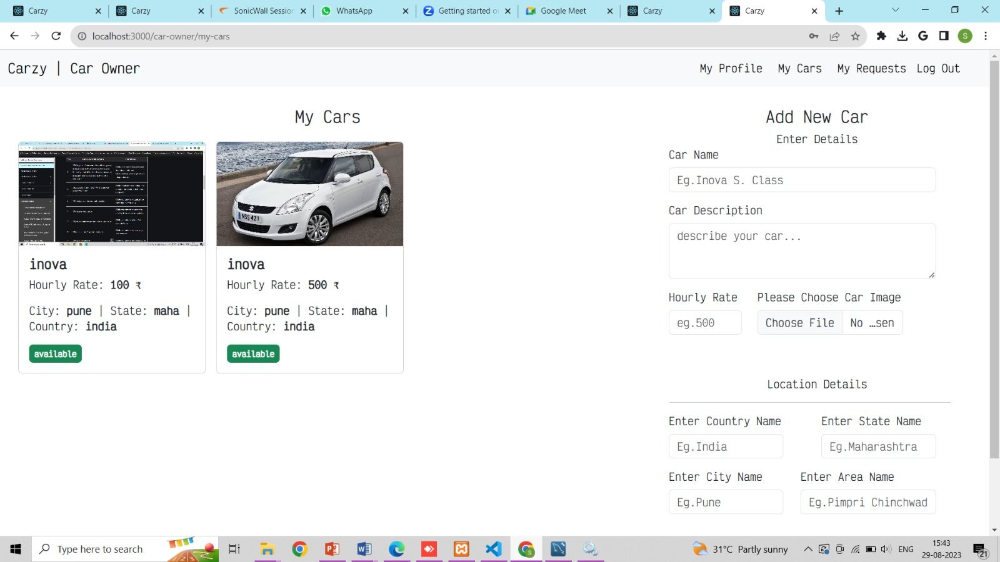 Carzy
Carzy
SonicWall Session
WhatsApp
Getting started o
Google Meet
Carzy
Carzy
localhost:3000/car-owner/my-cars
S
Carzy | Car Owner
My Profile
My Cars
My Requests
Log Out
My Cars
NSS 427
inova
Hourly Rate: 100 ₹
City: pune | State: maha |
Country: india
available
inova
Hourly Rate: 500 ₹
City: pune | State: maha |
Country: india
available
Add New Car
Enter Details
Car Name
Eg.Inova S. Class
Car Description
describe your car...
Hourly Rate
Please Choose Car Image
eg.500
Choose File
No …sen
Location Details
Enter Country Name
Enter State Name
Eg.India
Eg.Maharashtra
Enter City Name
Enter Area Name
Eg.Pune
Eg.Pimpri Chinchwad
Type here to search
31°C Partly sunny
ENG
15:43
29-08-2023
21